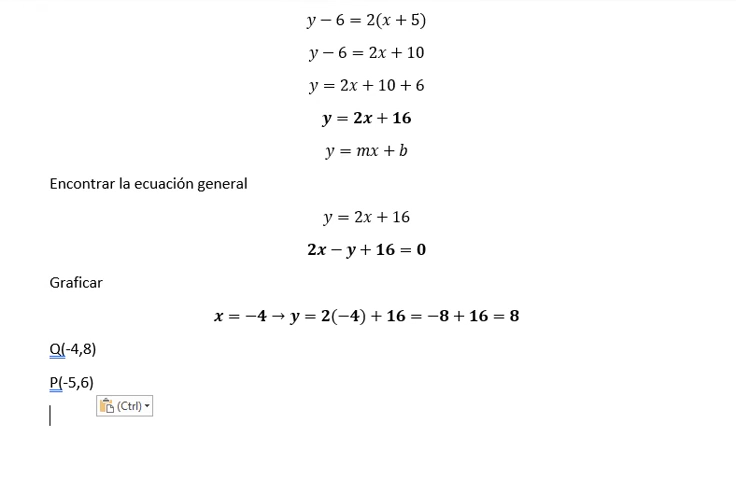 y − 6 = 2(x + 5)
y − 6 = 2x + 10
y = 2x + 10 + 6
y = 2x + 16
y = mx + b
Encontrar la ecuación general
y = 2x + 16
2x − y + 16 = 0
Graficar
x = −4 → y = 2(−4) + 16 = −8 + 16 = 8
Q(-4,8)
P(-5,6)
(Ctrl)